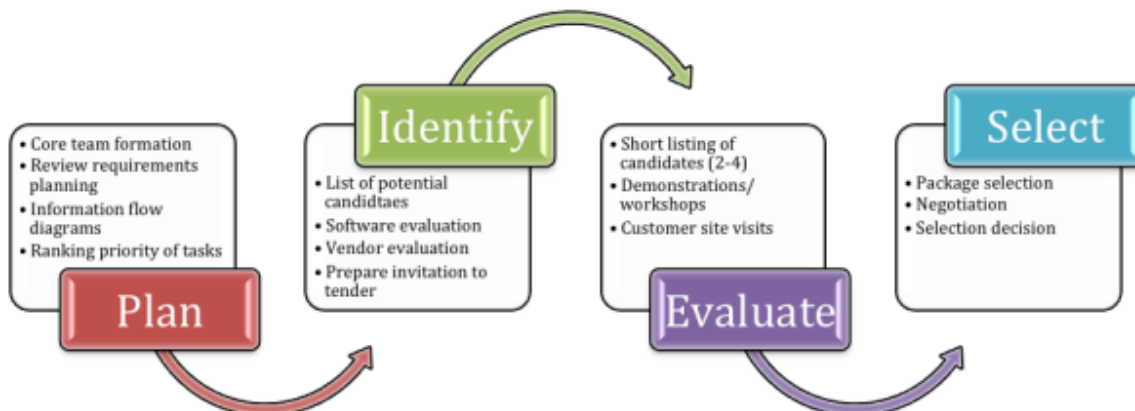 • Core team formation
• Review requirements
planning
• Information flow
diagrams
• Ranking priority of tasks
Plan
Identify
• List of potential
candidtaes
• Software evaluation
• Vendor evaluation
• Prepare invitation to
tender
• Short listing of
candidates (2-4)
• Demonstrations/
workshops
• Customer site visits
Evaluate
Select
• Package selection
• Negotiation
• Selection decision